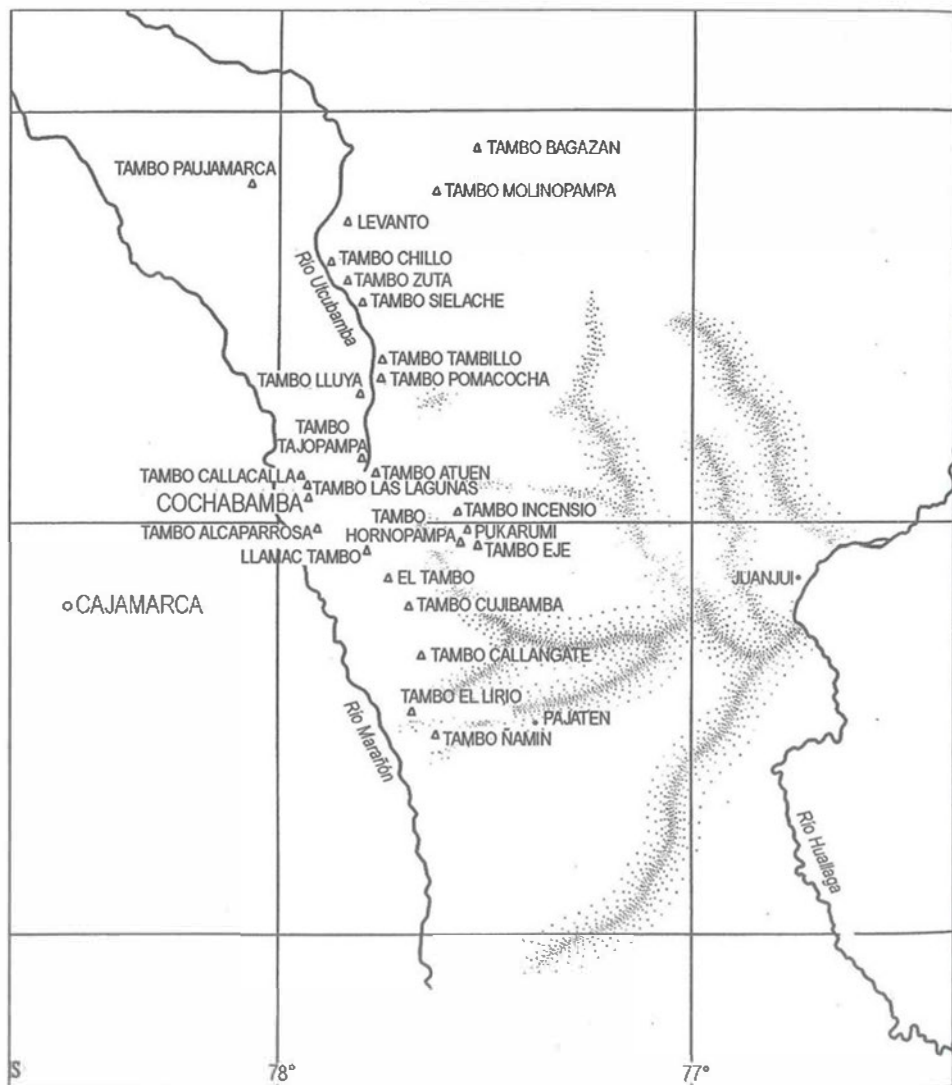 TAMBO BAGAZAN
TAMBO PAUJAMARCA
TAMBO MOLINOPAMPA
LEVANTO
TAMBO CHILLO
Río Utcubamba
TAMBO ZUTA
TAMBO SIELACHE
TAMBO TAMBILLO
TAMBO LLUYA
TAMBO POMACOCHA
TAMBO
TAJOPAMPA
TAMBO CALLACALLA
TAMBO ATUEN
TAMBO LAS LAGUNAS
COCHABAMBA
TAMBO INCENSIO
TAMBO
HORNOPAMPA
TAMBO ALCAPARROSA
PUKARUMI
LLAMAC TAMBO
TAMBO EJE
EL TAMBO
JUANJUI
CAJAMARCA
TAMBO CUJIBAMBA
TAMBO CALLANGATE
TAMBO EL LIRIO
PAJATEN
TAMBO ÑAMIN
Río Marañón
Río Huallaga
S
78°
77°